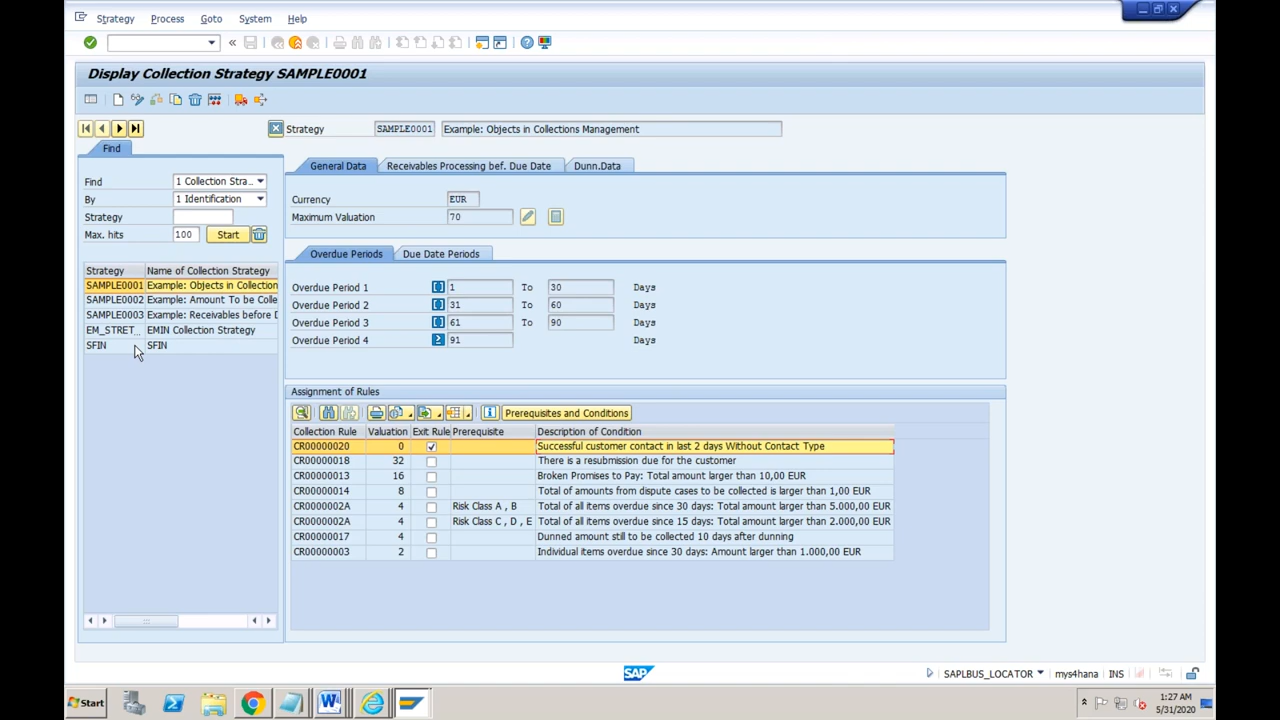 Strategy Process Goto System Help
Display Collection Strategy SAMPLE0001
Strategy SAMPLE0001 Example: Objects in Collections Management
Find
Find 1 Collection Stra..
By 1 Identification
Strategy
Max. hits 100 Start
Strategy Name of Collection Strategy
SAMPLE0001 Example: Objects in Collection
SAMPLE0002 Example: Amount To be Colle
SAMPLE0003 Example: Receivables before D
EM_STRET... EMIN Collection Strategy
SFIN SFIN
General Data Receivables Processing bef. Due Date Dunn.Data
Currency EUR
Maximum Valuation 70
Overdue Periods Due Date Periods
Overdue Period 1 1 To 30 Days
Overdue Period 2 31 To 60 Days
Overdue Period 3 61 To 90 Days
Overdue Period 4 91 Days
Assignment of Rules
Prerequisites and Conditions
Collection Rule Valuation Exit Rule Prerequisite Description of Condition
CR00000020 0 Successful customer contact in last 2 days Without Contact Type
CR00000018 32 There is a resubmission due for the customer
CR00000013 16 Broken Promises to Pay: Total amount larger than 10,00 EUR
CR00000014 8 Total of amounts from dispute cases to be collected is larger than 1,00 EUR
CR0000002A 4 Risk Class A , B Total of all items overdue since 30 days: Total amount larger than 5.000,00 EUR
CR0000002A 4 Risk Class C , D , E Total of all items overdue since 15 days: Total amount larger than 2.000,00 EUR
CR00000017 4 Dunned amount still to be collected 10 days after dunning
CR00000003 2 Individual items overdue since 30 days: Amount larger than 1.000,00 EUR
SAP SAPLBUS_LOCATOR mys4hana INS
Start 1:27 AM
5/31/2020